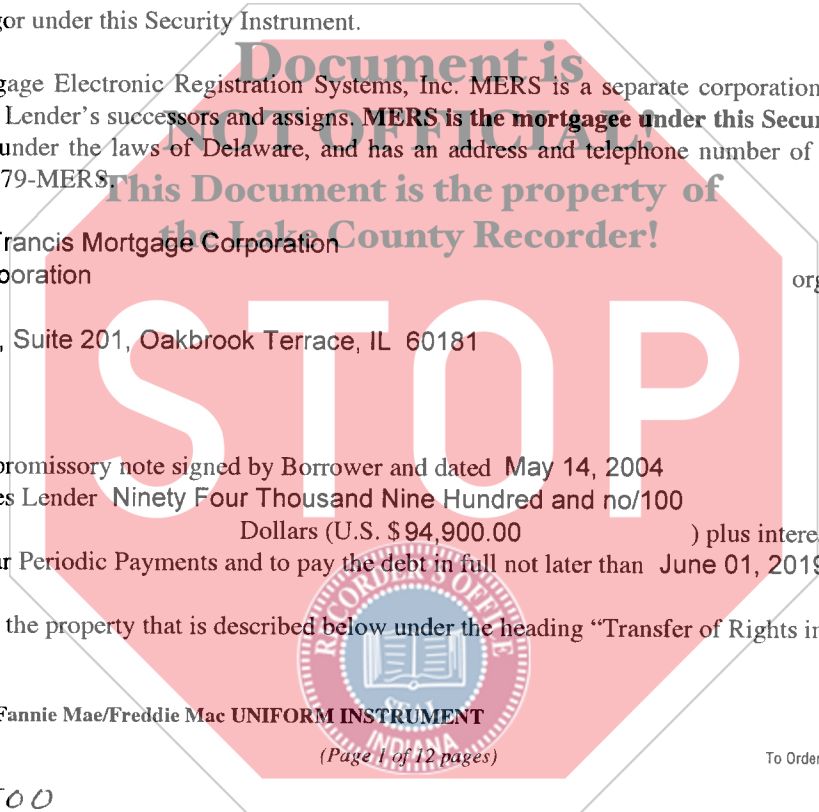 gor under this Security Instrument.
Document is
gage Electronic Registration Systems, Inc. MERS is a separate corporation
Lender's successors and assigns. MERS is the mortgagee under this Secur
NOT OFFICIAL!
under the laws of Delaware, and has an address and telephone number of
79-MERS.
This Document is the property of
the Lake County Recorder!
Francis Mortgage Corporation
poration
org
, Suite 201, Oakbrook Terrace, IL 60181
STOP
promissory note signed by Borrower and dated May 14, 2004
es Lender Ninety Four Thousand Nine Hundred and no/100
Dollars (U.S. $ 94,900.00 ) plus intere
ar Periodic Payments and to pay the debt in full not later than June 01, 2019
RECORDER'S OFFICE
the property that is described below under the heading “Transfer of Rights in
SEAL
Fannie Mae/Freddie Mac UNIFORM INSTRUMENT
INDIANA
(Page 1 of 12 pages)
To Order